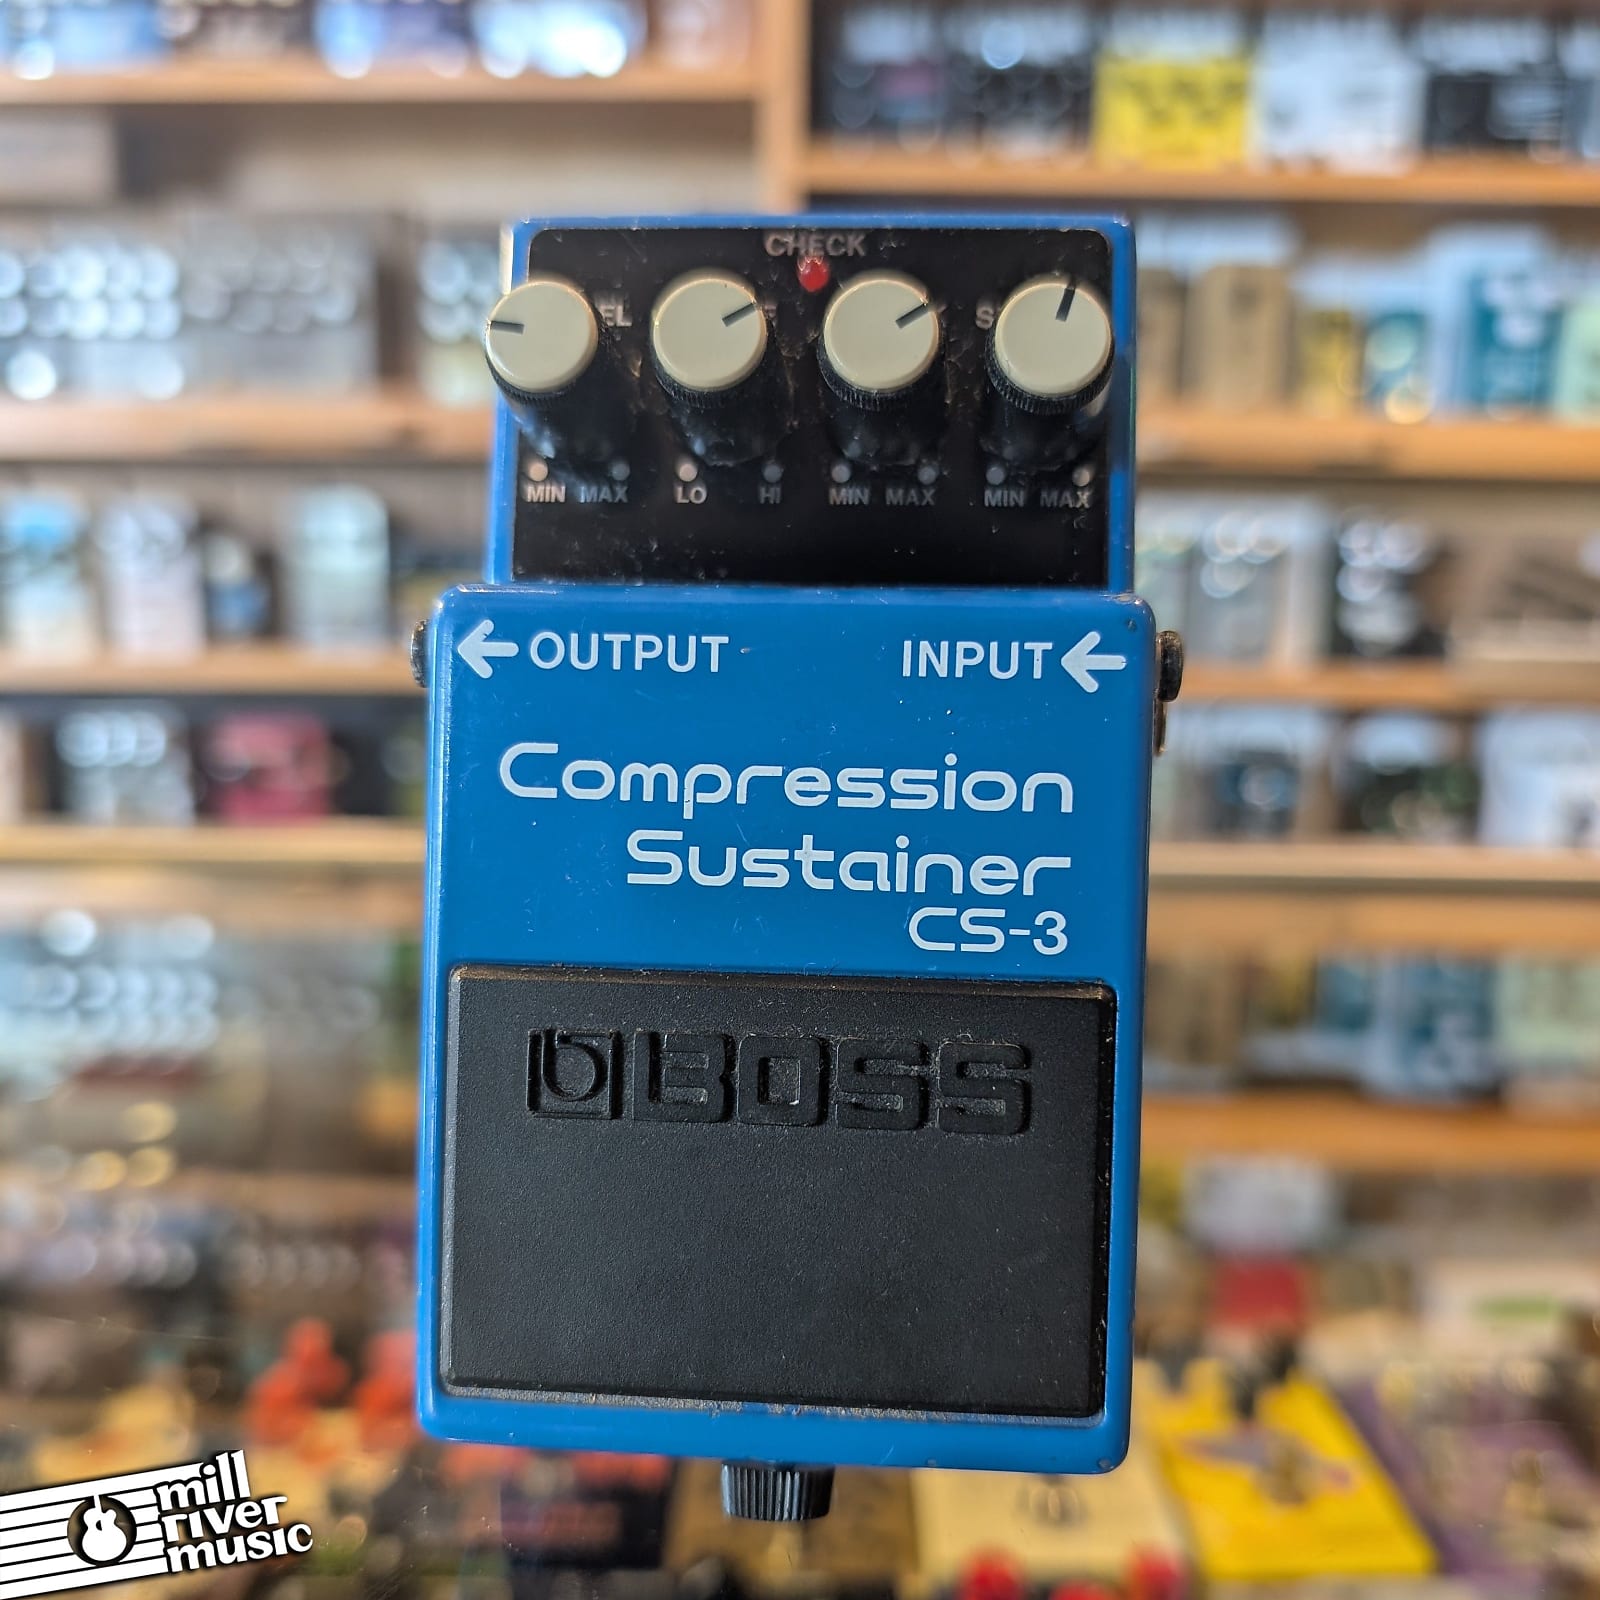 CHECK
EL
S
MIN MAX LO HI MIN MAX MIN MAX
OUTPUT INPUT
Compression
Sustainer
CS-3
BOSS
mill
river
music